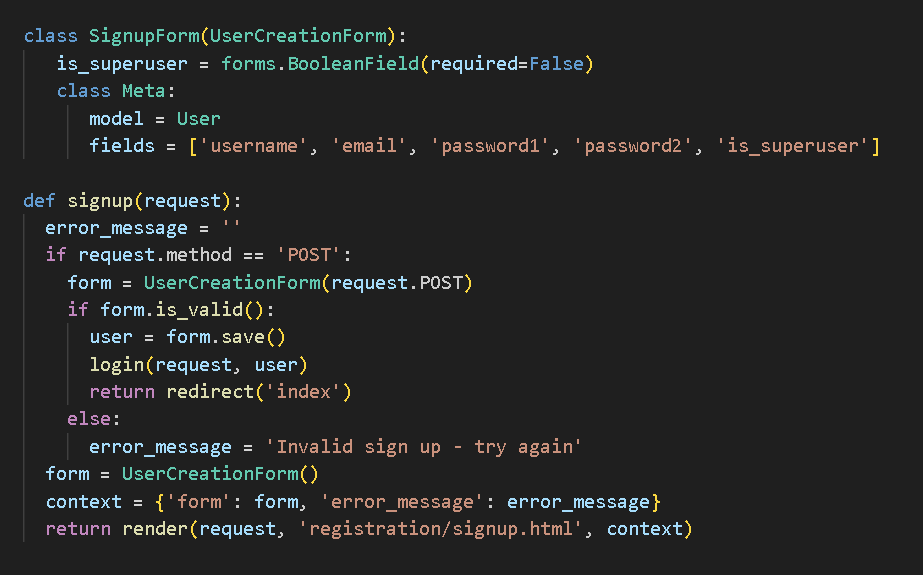 class SignupForm(UserCreationForm):
is_superuser = forms.BooleanField(required=False)
class Meta:
model = User
fields = ['username', 'email', 'password1', 'password2', 'is_superuser']
def signup(request):
error_message = ''
if request.method == 'POST':
form = UserCreationForm(request.POST)
if form.is_valid():
user = form.save()
login(request, user)
return redirect('index')
else:
error_message = 'Invalid sign up - try again'
form = UserCreationForm()
context = {'form': form, 'error_message': error_message}
return render(request, 'registration/signup.html', context)